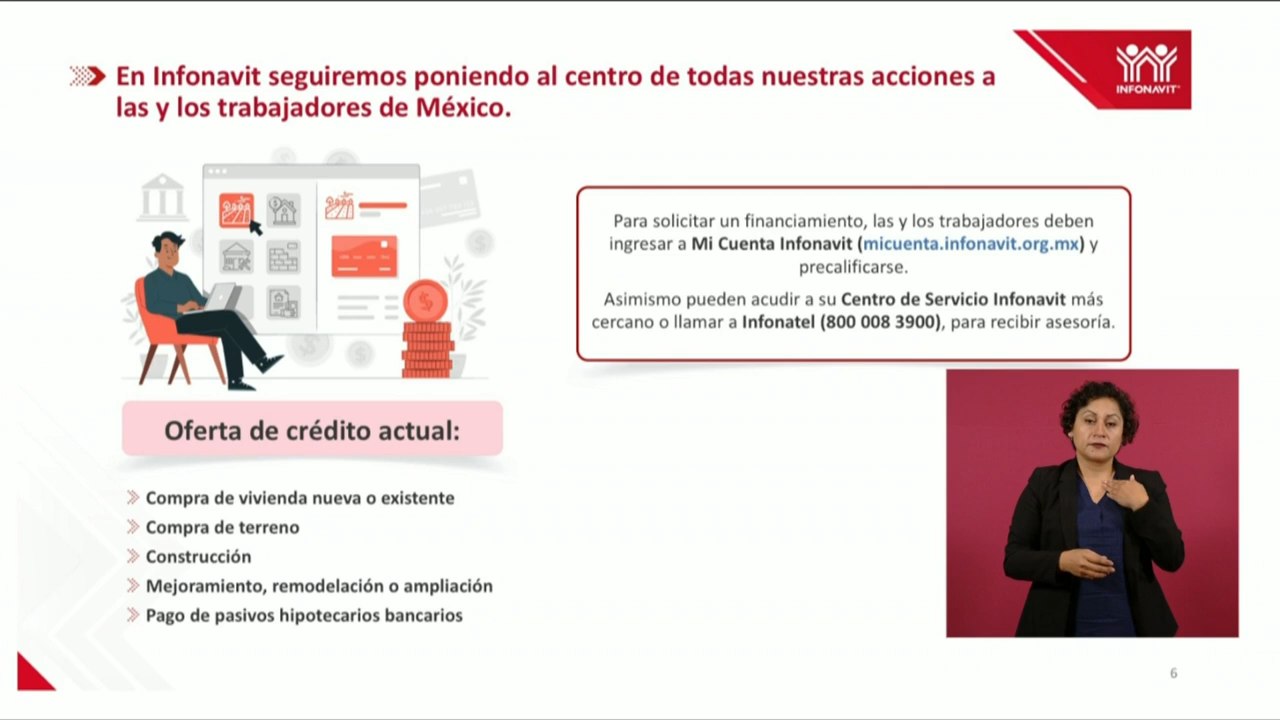 En Infonavit seguiremos poniendo al centro de todas nuestras acciones a
las y los trabajadores de México.
INFONAVIT
Para solicitar un financiamiento, las y los trabajadores deben
ingresar a Mi Cuenta Infonavit (micuenta.infonavit.org.mx) y
precalificarse.
Asimismo pueden acudir a su Centro de Servicio Infonavit más
cercano o llamar a Infonatel (800 008 3900), para recibir asesoría.
Oferta de crédito actual:
Compra de vivienda nueva o existente
Compra de terreno
Construcción
Mejoramiento, remodelación o ampliación
Pago de pasivos hipotecarios bancarios
6